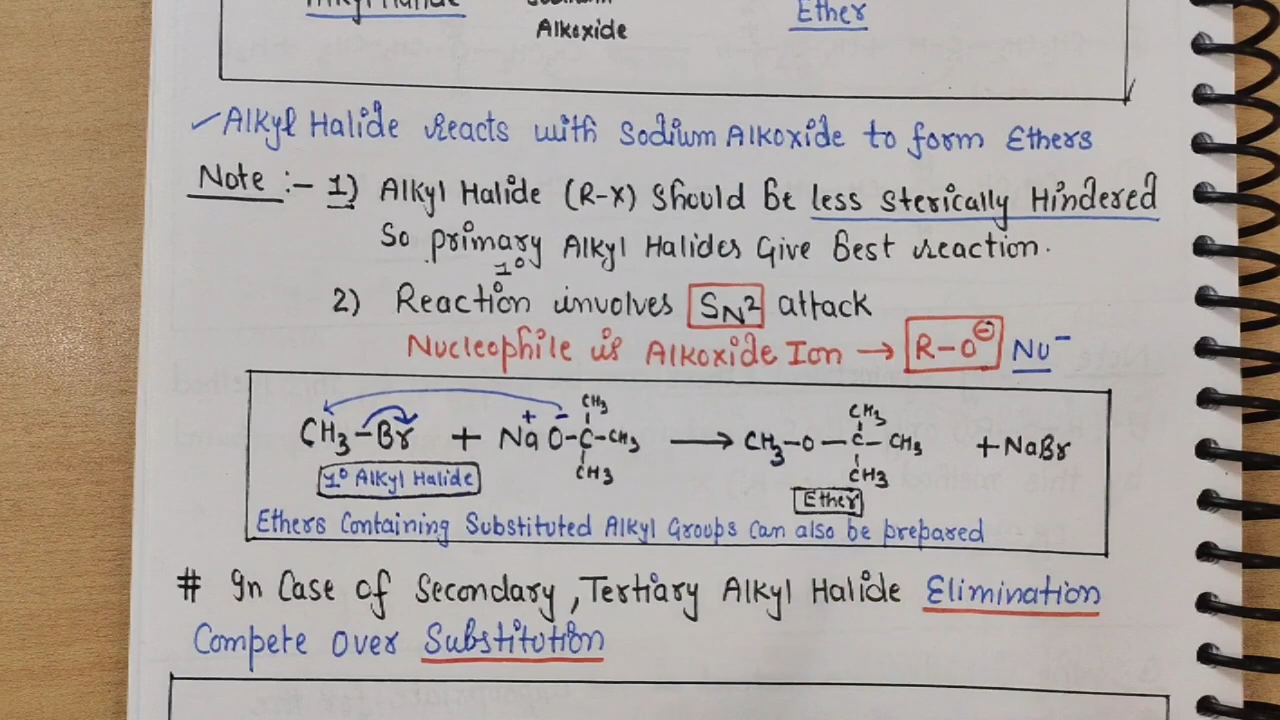 Alkyl Halide
Alkoxide
Ether
✓Alkyl Halide reacts with Sodium Alkoxide to form Ethers
Note :- 1) Alkyl Halide (R-X) Should be less sterically Hindered
So primary Alkyl Halides Give Best reaction.
1°
2) Reaction involves SN2 attack
Nucleophile is Alkoxide Ion → R-O⊖ Nu⁻
CH3
CH3-Br + Na⁺ O⁻-C-CH3 → CH3-O-C-CH3 + NaBr
CH3
CH3
CH3
1° Alkyl Halide
Ether
Ethers Containing Substituted Alkyl Groups Can also be prepared
# In Case of Secondary, Tertiary Alkyl Halide Elimination
Compete over Substitution